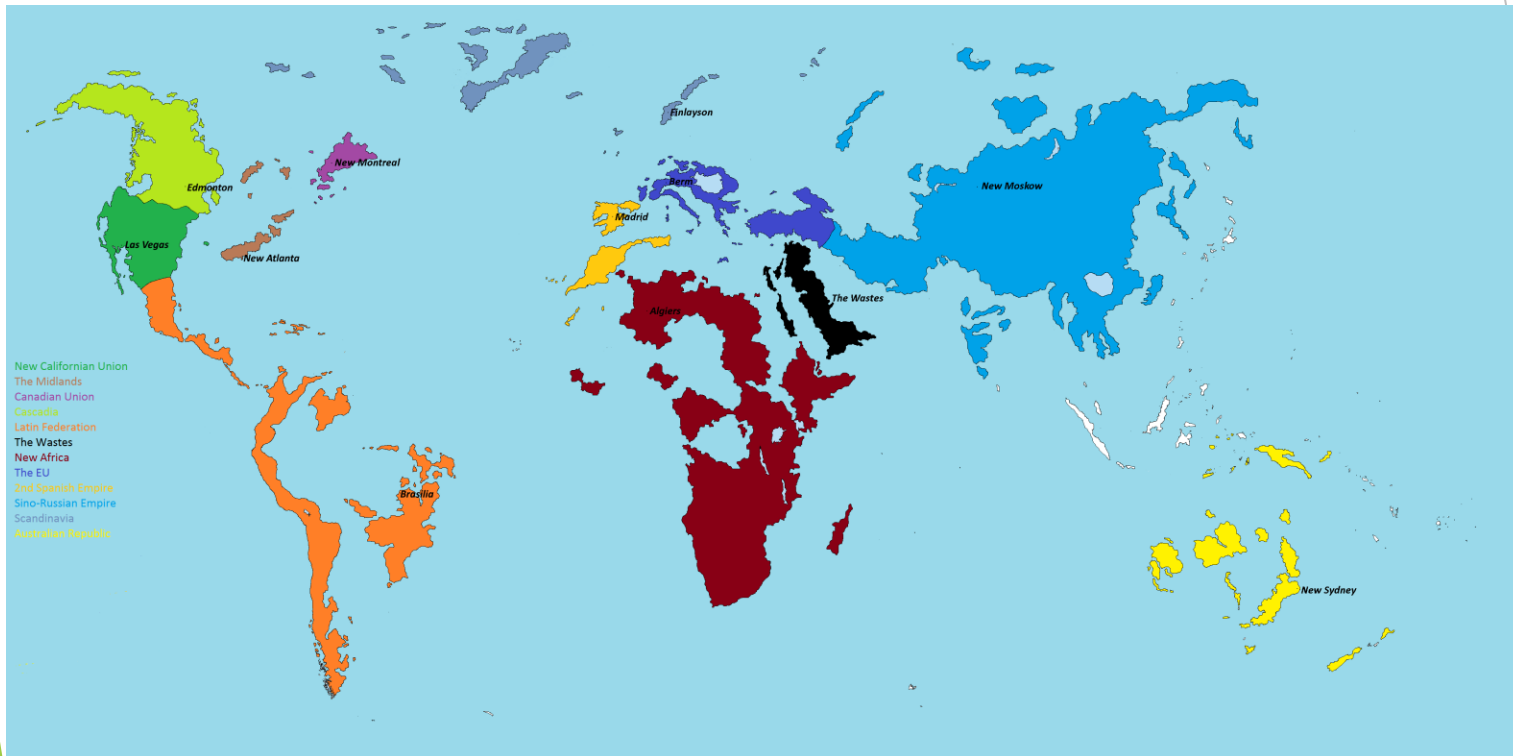 Finlayson
New Montreal
Edmonton
Berm
New Moskow
Madrid
Las Vegas
New Atlanta
The Wastes
Algiers
New Californian Union
The Midlands
Canadian Union
Cascadia
Latin Federation
The Wastes
New Africa
The EU
2nd Spanish Empire
Sino-Russian Empire
Scandinavia
Australian Republic
Brasilia
New Sydney